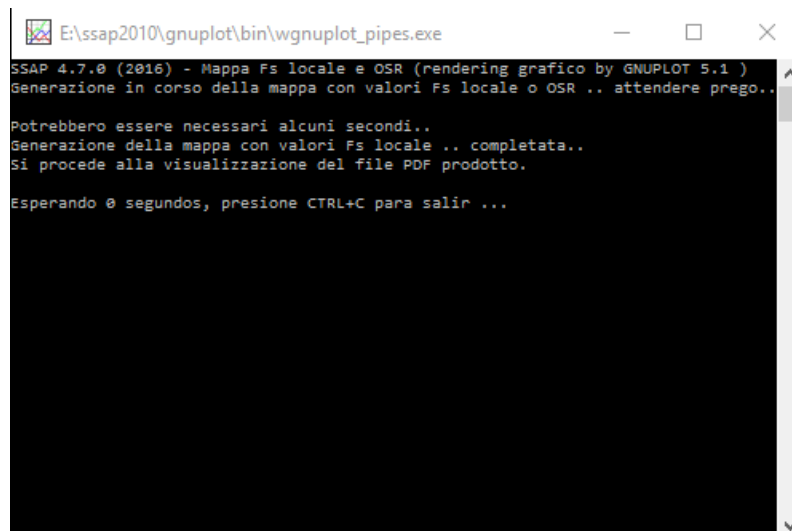 E:\ssap2010\gnuplot\bin\wgnuplot_pipes.exe
SSAP 4.7.0 (2016) - Mappa Fs locale e OSR (rendering grafico by GNUPLOT 5.1 )
Generazione in corso della mappa con valori Fs locale o OSR .. attendere prego..
Potrebbero essere necessari alcuni secondi..
Generazione della mappa con valori Fs locale .. completata..
Si procede alla visualizzazione del file PDF prodotto.
Esperando 0 segundos, presione CTRL+C para salir ...